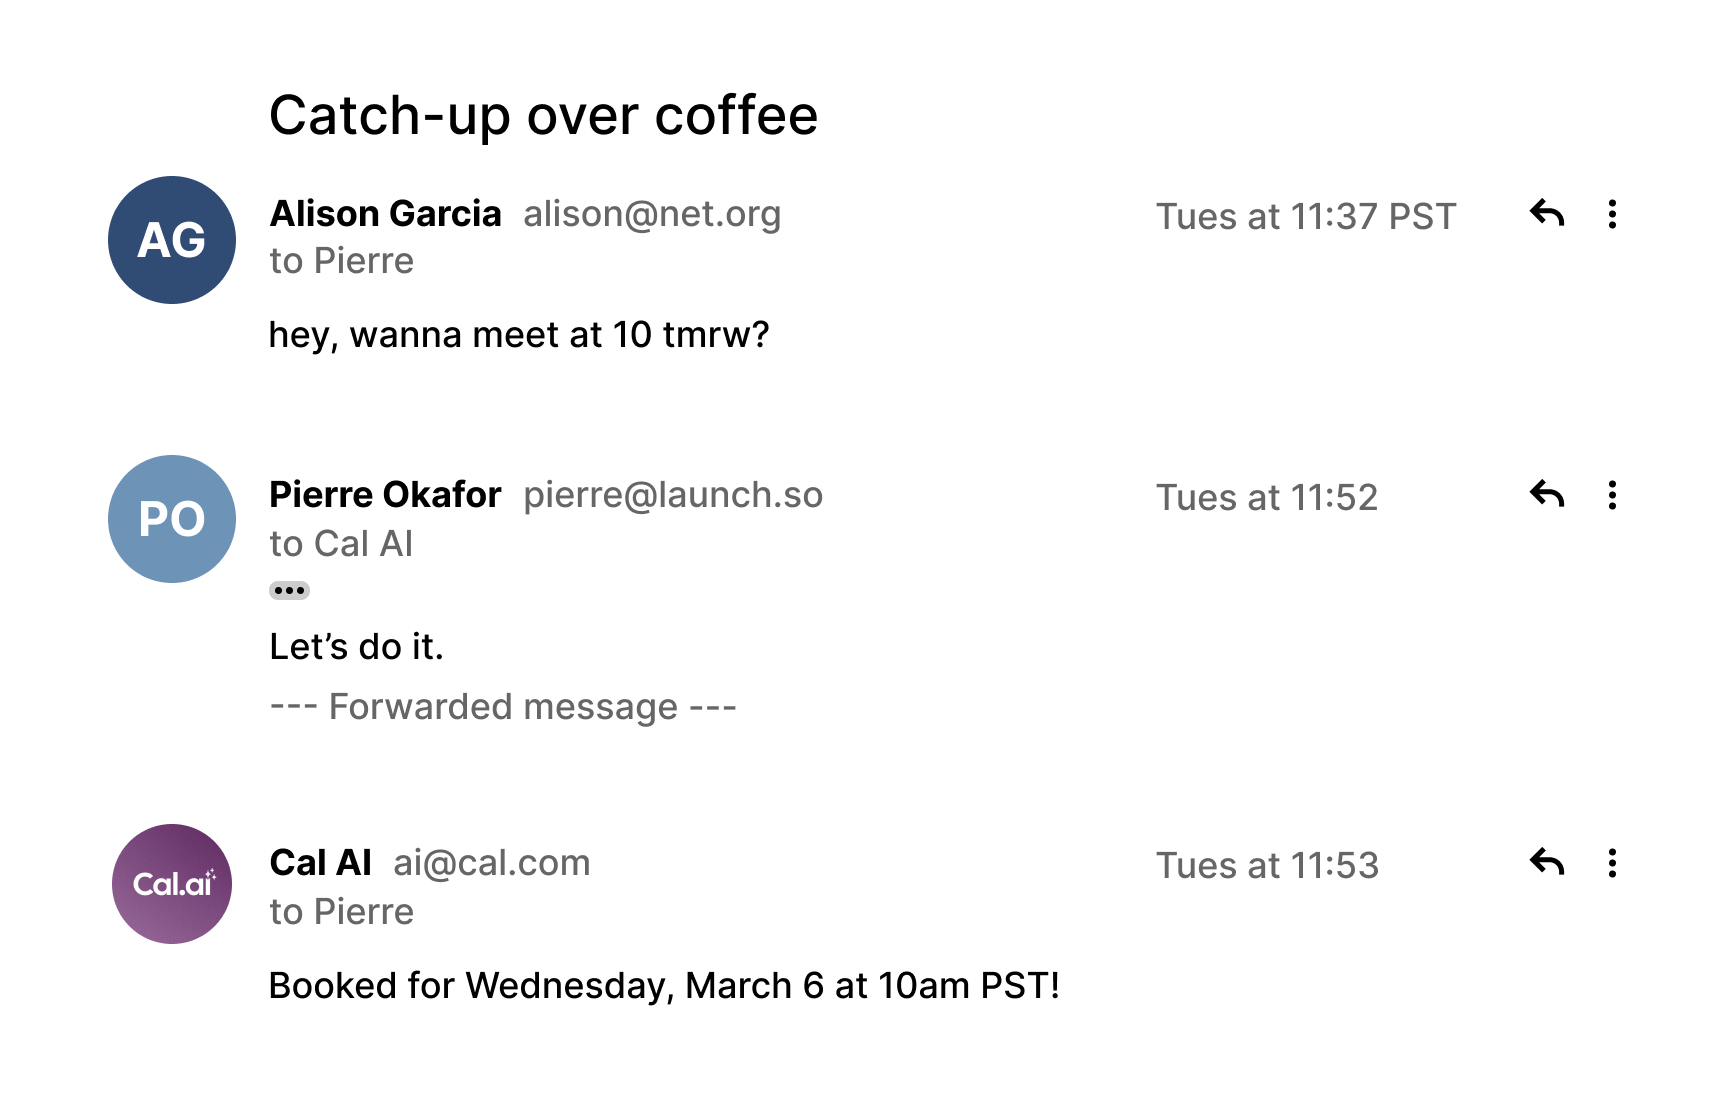 Catch-up over coffee
AG
Alison Garcia alison@net.org Tues at 11:37 PST
to Pierre
hey, wanna meet at 10 tmrw?
PO
Pierre Okafor pierre@launch.so Tues at 11:52
to Cal AI
Let’s do it.
--- Forwarded message ---
Cal.ai
Cal AI ai@cal.com Tues at 11:53
to Pierre
Booked for Wednesday, March 6 at 10am PST!